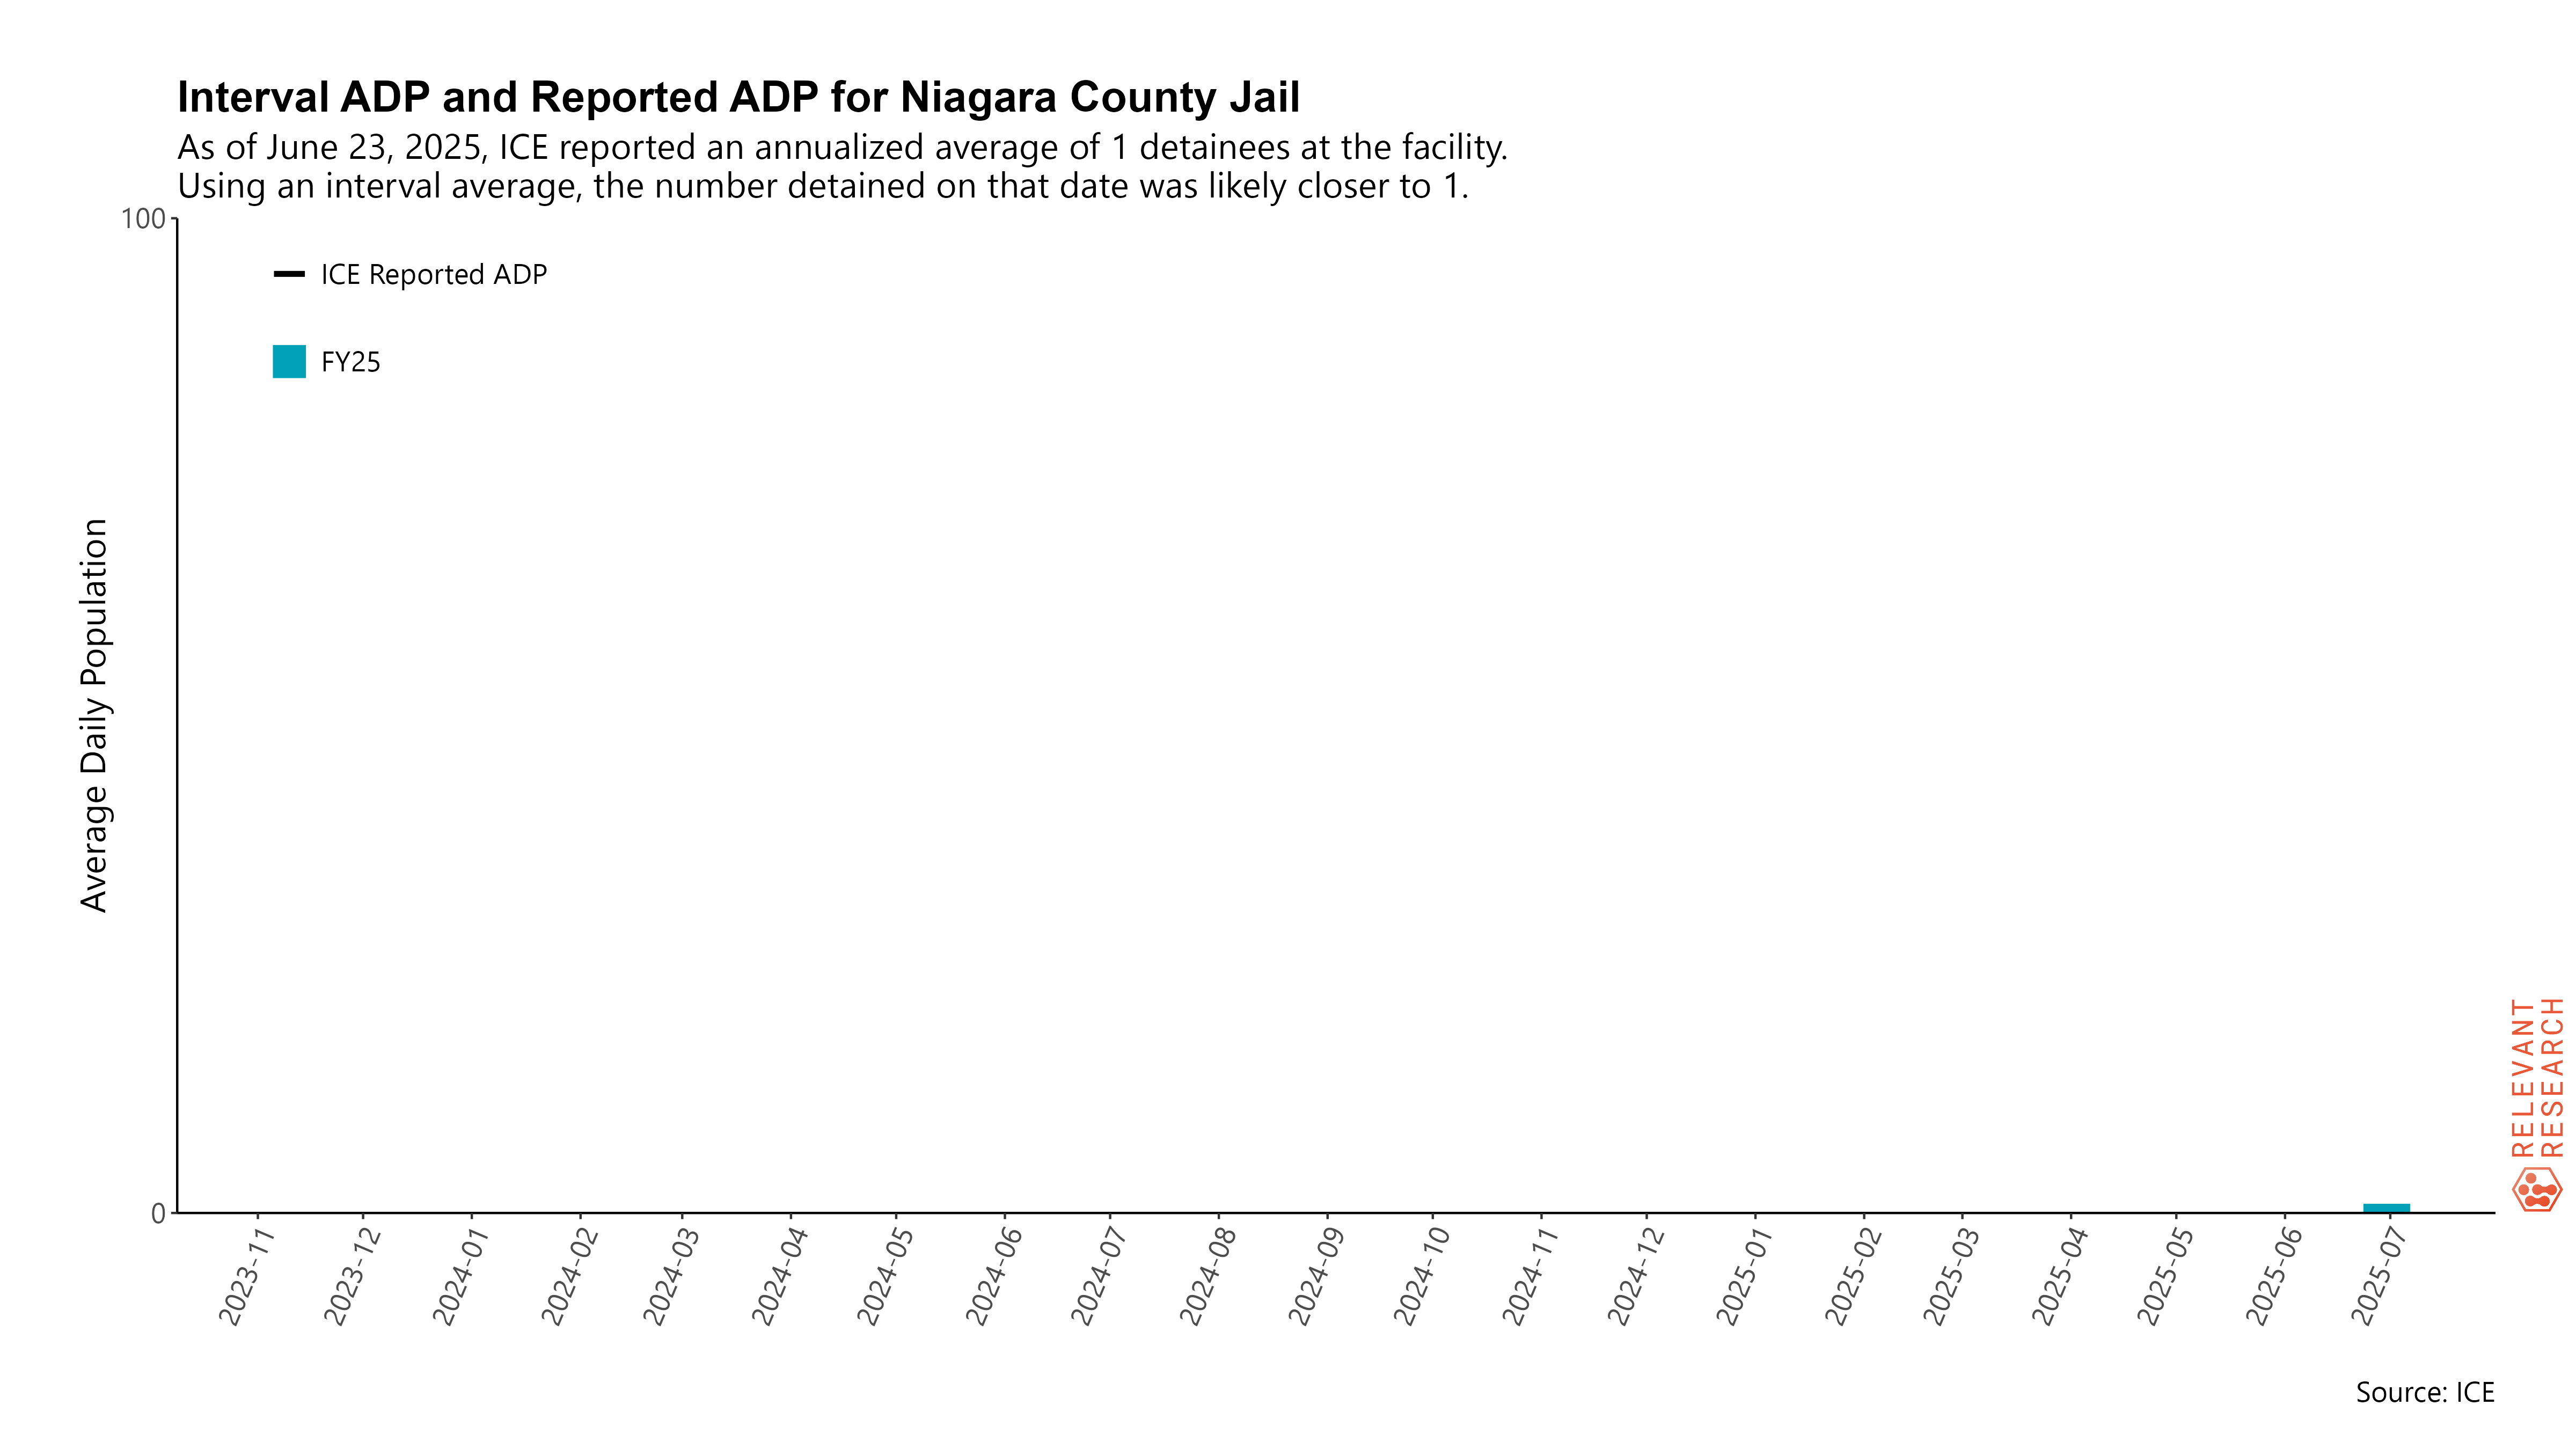 Interval ADP and Reported ADP for Niagara County Jail
As of June 23, 2025, ICE reported an annualized average of 1 detainees at the facility.
Using an interval average, the number detained on that date was likely closer to 1.
100
ICE Reported ADP
FY25
Average Daily Population
0
2023-11
2023-12
2024-01
2024-02
2024-03
2024-04
2024-05
2024-06
2024-07
2024-08
2024-09
2024-10
2024-11
2024-12
2025-01
2025-02
2025-03
2025-04
2025-05
2025-06
2025-07
RELEVANT
RESEARCH
Source: ICE